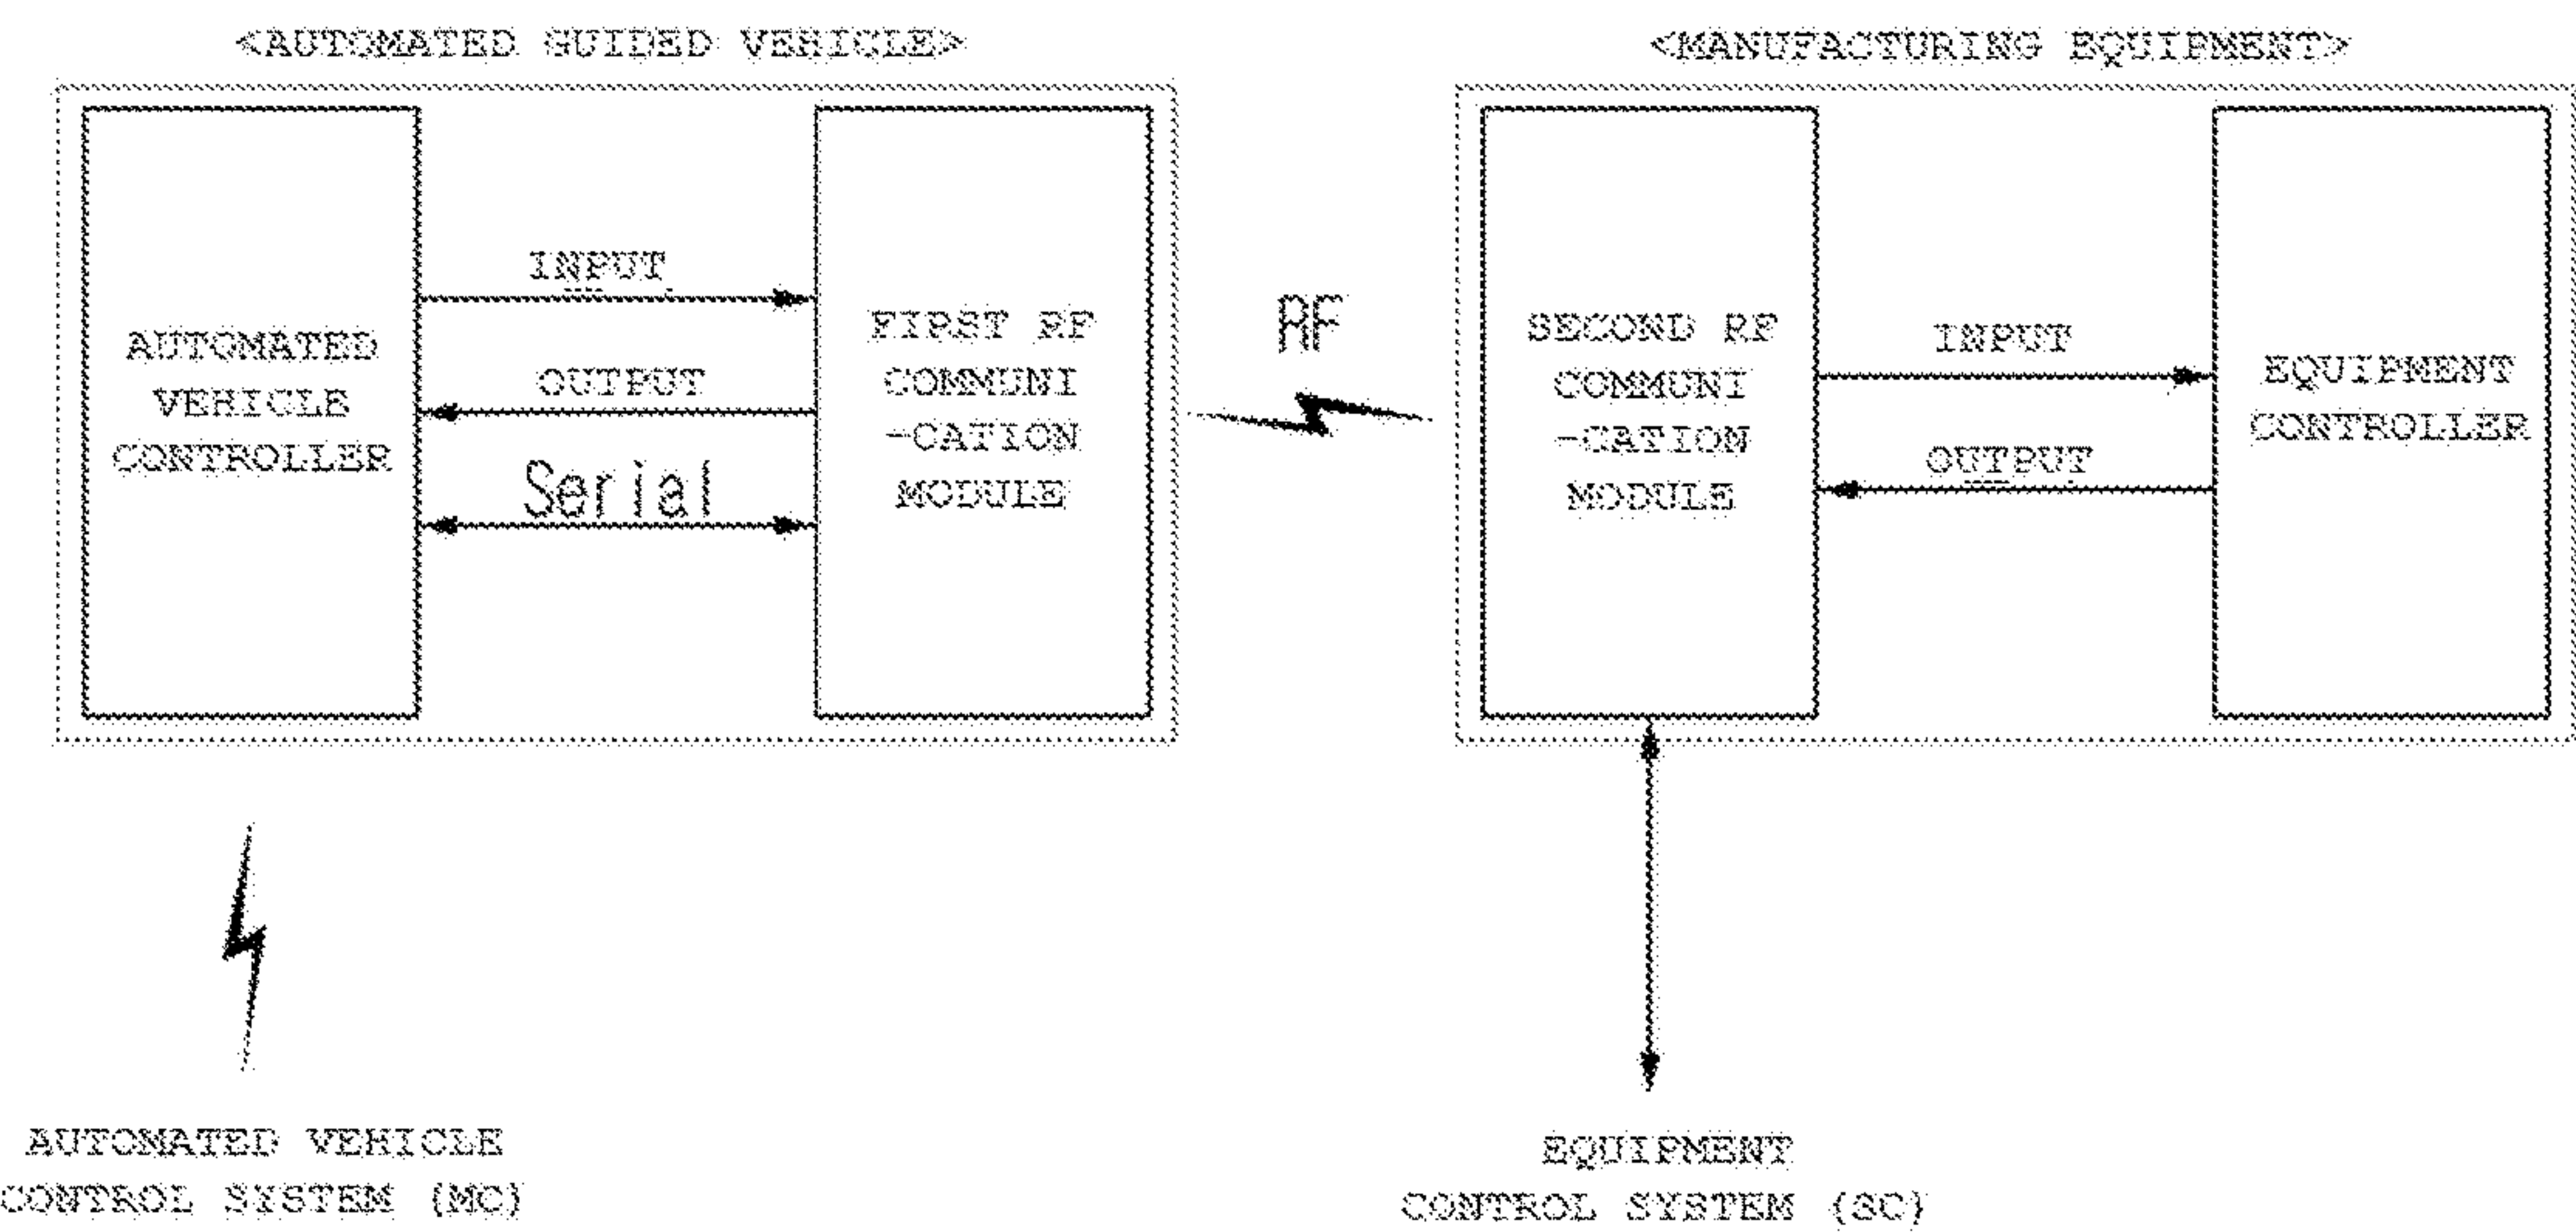 <AUTOMATED GUIDED VEHICLE>
<MANUFACTURING EQUIPMENT>
AUTOMATED
VEHICLE
CONTROLLER
INPUT
OUTPUT
Serial
FIRST RF
COMMUNI
-CATION
MODULE
RF
SECOND RF
COMMUNI
-CATION
MODULE
INPUT
OUTPUT
EQUIPMENT
CONTROLLER
AUTOMATED VEHICLE
CONTROL SYSTEM (MC)
EQUIPMENT
CONTROL SYSTEM (SC)